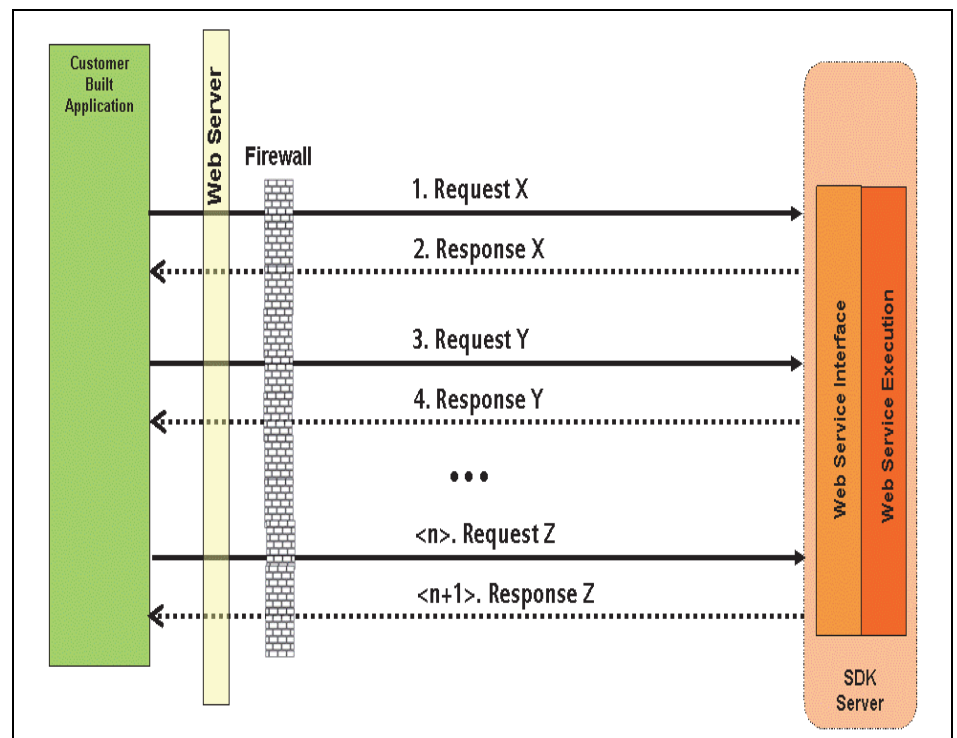 Customer
Built
Application
Web Server
Firewall
1. Request X
2. Response X
3. Request Y
4. Response Y
•••
<n>. Request Z
<n+1>. Response Z
Web Service Interface
Web Service Execution
SDK
Server